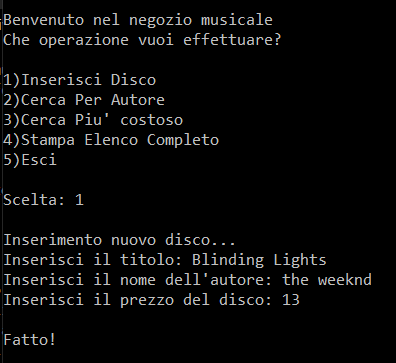 Benvenuto nel negozio musicale
Che operazione vuoi effettuare?
1)Inserisci Disco
2)Cerca Per Autore
3)Cerca Piu' costoso
4)Stampa Elenco Completo
5)Esci
Scelta: 1
Inserimento nuovo disco...
Inserisci il titolo: Blinding Lights
Inserisci il nome dell'autore: the weeknd
Inserisci il prezzo del disco: 13
Fatto!